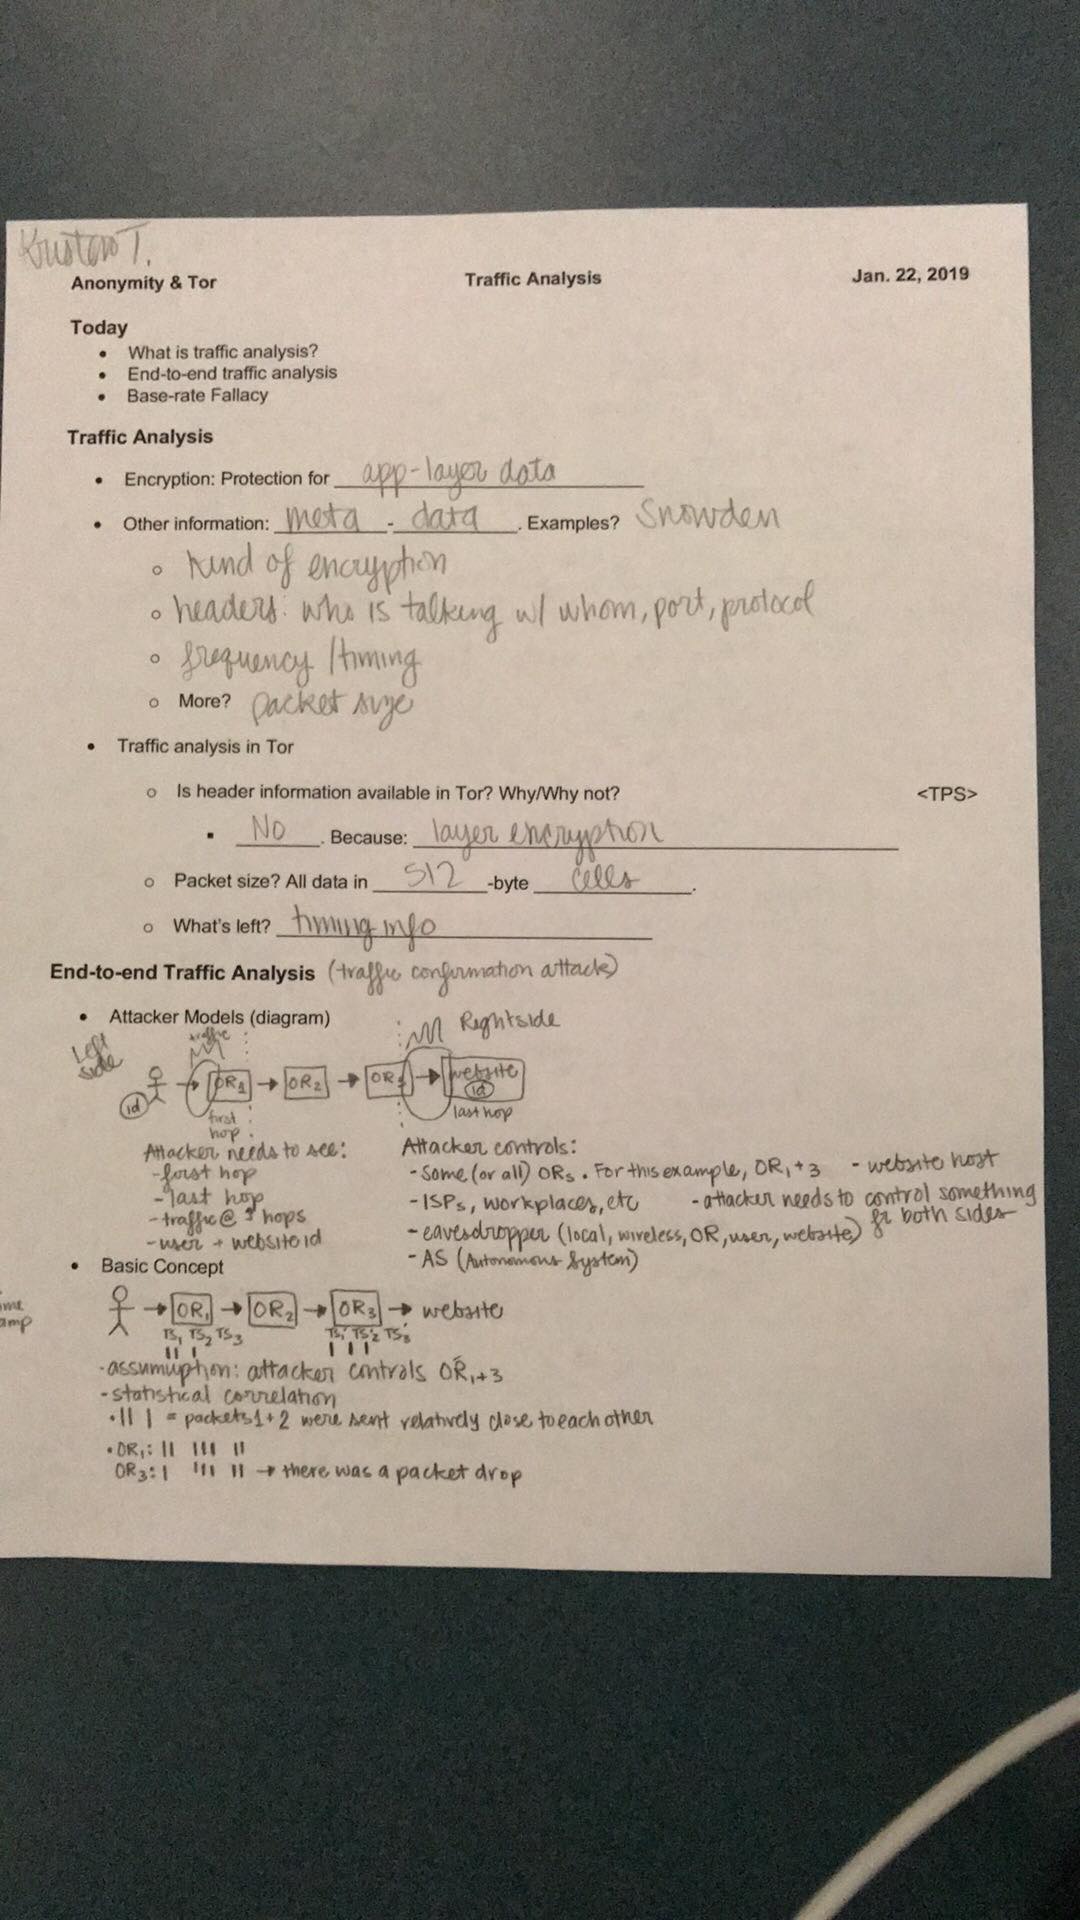 Kristen T.
Anonymity & Tor Traffic Analysis Jan. 22, 2019
Today
• What is traffic analysis?
• End-to-end traffic analysis
• Base-rate Fallacy
Traffic Analysis
• Encryption: Protection for app-layer data
• Other information: meta - data . Examples? Snowden
○ kind of encryption
○ headers: who is talking w/ whom, port, protocol
○ frequency / timing
○ More? packet size
• Traffic analysis in Tor
○ Is header information available in Tor? Why/Why not? <TPS>
▪ No . Because: layer encryption
○ Packet size? All data in 512 -byte cells .
○ What's left? timing info
End-to-end Traffic Analysis (traffic confirmation attack)
• Attacker Models (diagram)
Left side
traffic
Right side
id → OR1 → OR2 → OR3 → website id
first hop
last hop
Attacker needs to see:
- first hop
- last hop
- traffic @ hops
- user + website id
Attacker controls:
- some (or all) ORs. For this example, OR1+3 - website host
- ISPs, workplaces, etc - attacker needs to control something
fr both sides
- eavesdropper (local, wireless, OR, user, website)
- AS (Autonomous System)
• Basic Concept
→ OR1 → OR2 → OR3 → website
TS1 TS2 TS3 TS1' TS2' TS3'
- assumuption: attacker controls OR1+3
- statistical correlation
• || | = packets 1+2 were sent relatively close to each other
• OR1: || ||| ||
OR3: | ||| || → there was a packet drop